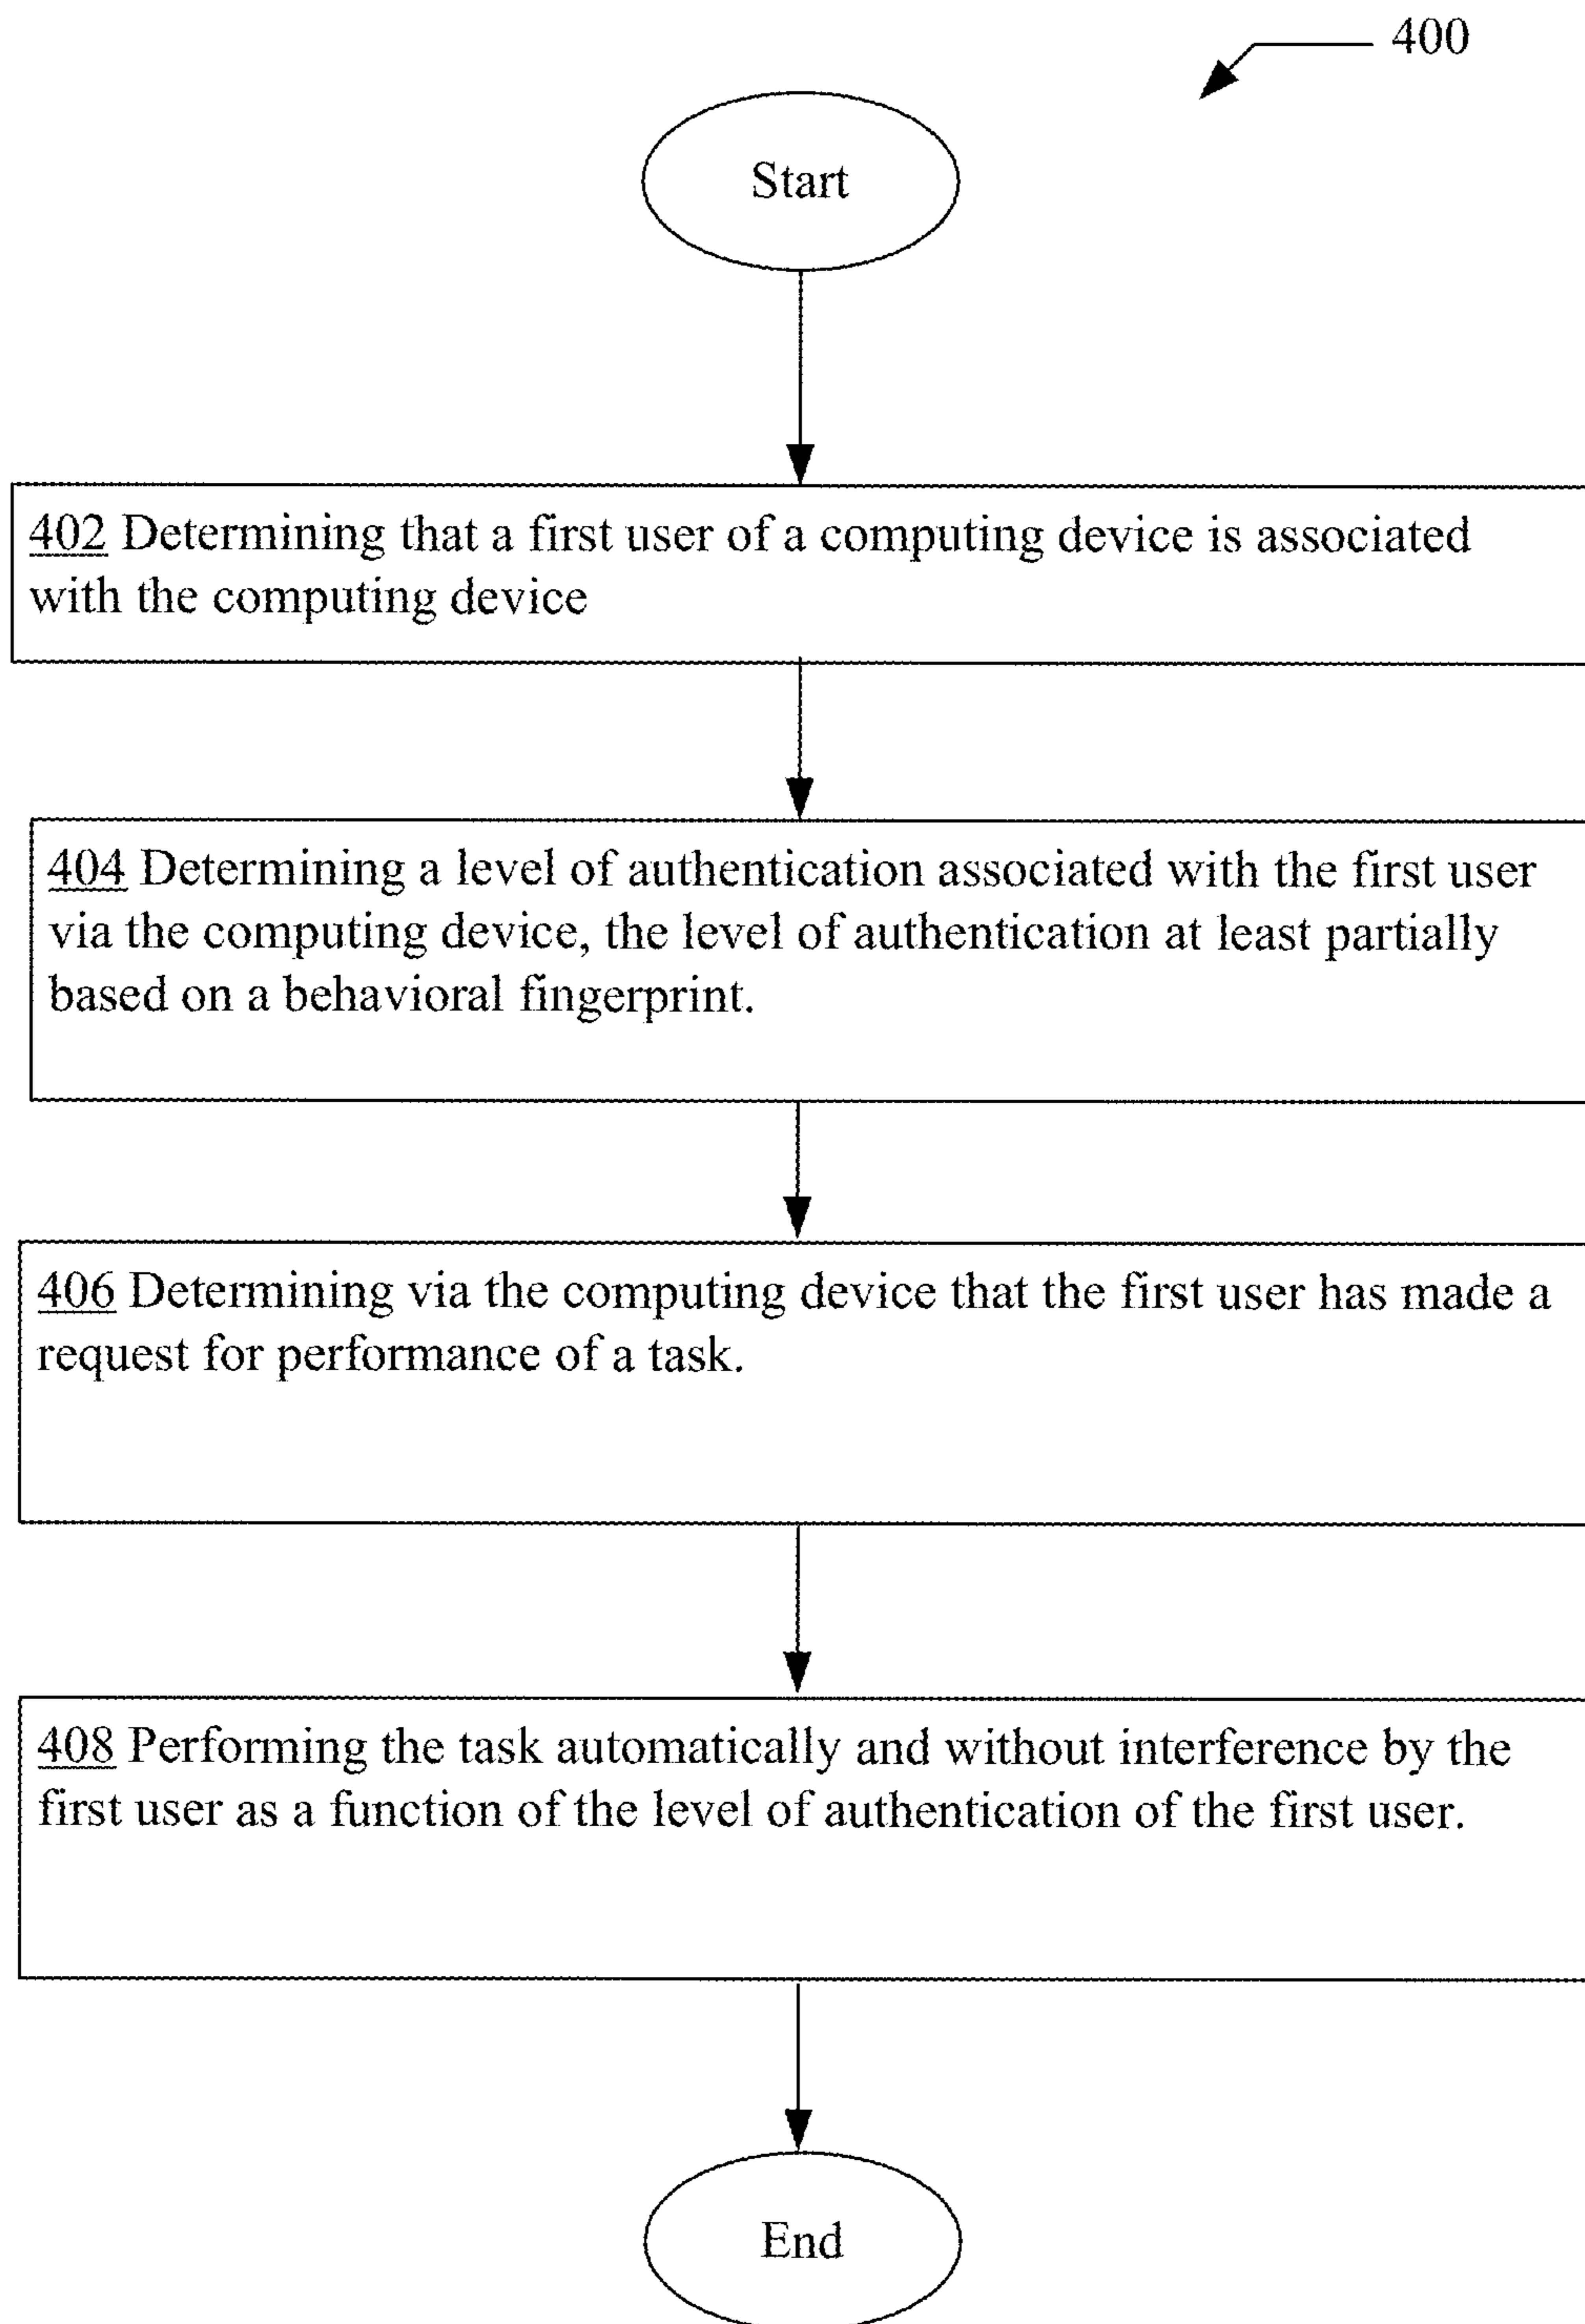 400
Start
402 Determining that a first user of a computing device is associated
with the computing device
404 Determining a level of authentication associated with the first user
via the computing device, the level of authentication at least partially
based on a behavioral fingerprint.
406 Determining via the computing device that the first user has made a
request for performance of a task.
408 Performing the task automatically and without interference by the
first user as a function of the level of authentication of the first user.
End